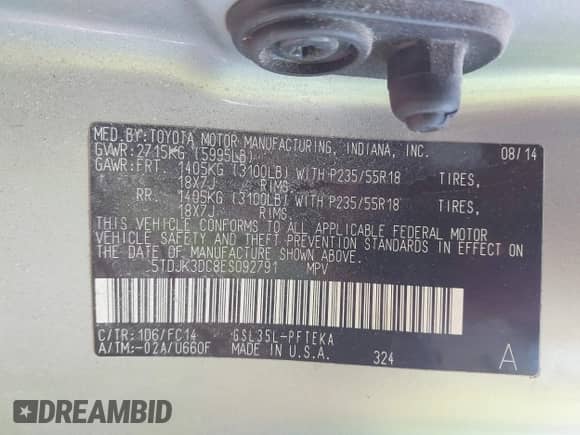 MFD.BY:TOYOTA MOTOR MANUFACTURING, INDIANA, INC. 08/14
GVWR:2715KG (5995LB)
GAWR:FRT. 1405KG (3100LB) WITH P235/55R18 TIRES,
18X7J RIMS,
RR. 1405KG (3100LB) WITH P235/55R18 TIRES,
18X7J RIMS,
THIS VEHICLE CONFORMS TO ALL APPLICABLE FEDERAL MOTOR
VEHICLE SAFETY AND THEFT PREVENTION STANDARDS IN EFFECT ON
THE DATE OF MANUFACTURE SHOWN ABOVE.
5TDJK3DC8ES092791 MPV
C/TR:1D6/FC14 GSL35L-PFTEKA
A/TM:-02A/U660F MADE IN U.S.A. 324 A
DREAMBID